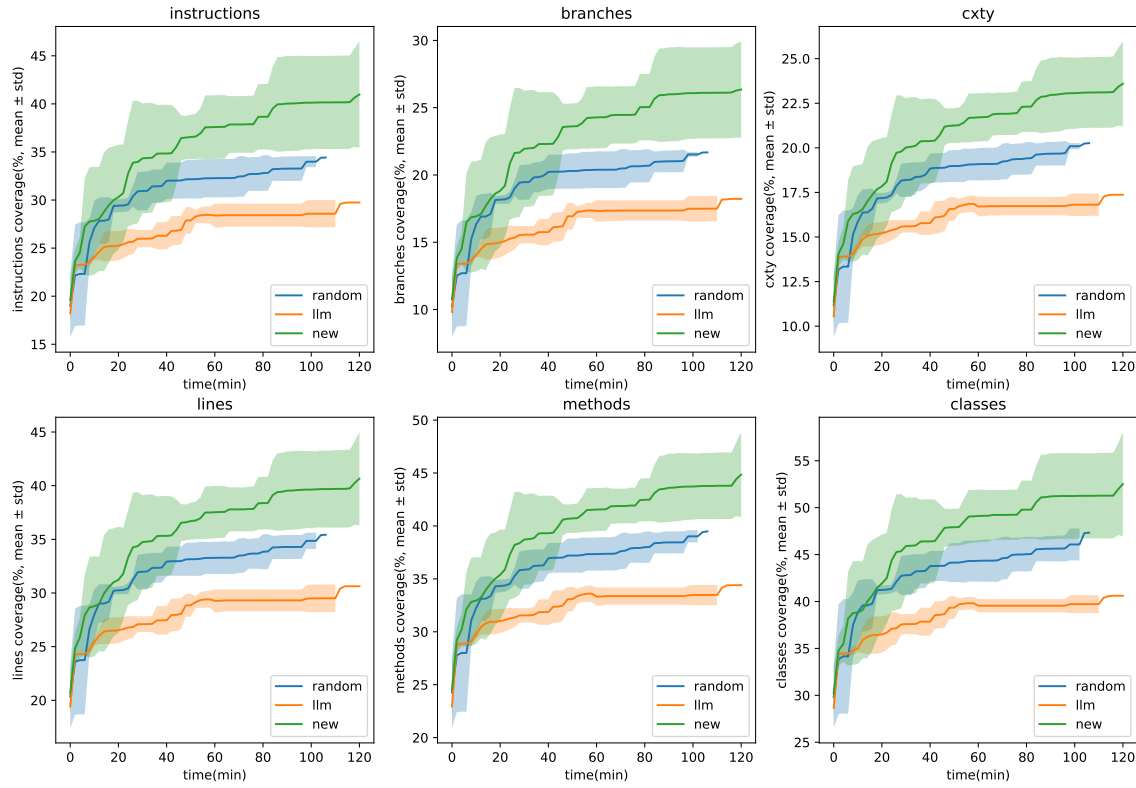 instructions
instructions coverage(%, mean ± std)
45
40
35
30
25
20
15
0 20 40 60 80 100 120
time(min)
random
llm
new
branches
branches coverage(%, mean ± std)
30
25
20
15
10
0 20 40 60 80 100 120
time(min)
random
llm
new
cxty
cxty coverage(%, mean ± std)
25.0
22.5
20.0
17.5
15.0
12.5
10.0
0 20 40 60 80 100 120
time(min)
random
llm
new
lines
lines coverage(%, mean ± std)
45
40
35
30
25
20
0 20 40 60 80 100 120
time(min)
random
llm
new
methods
methods coverage(%, mean ± std)
50
45
40
35
30
25
20
0 20 40 60 80 100 120
time(min)
random
llm
new
classes
classes coverage(%, mean ± std)
55
50
45
40
35
30
25
0 20 40 60 80 100 120
time(min)
random
llm
new